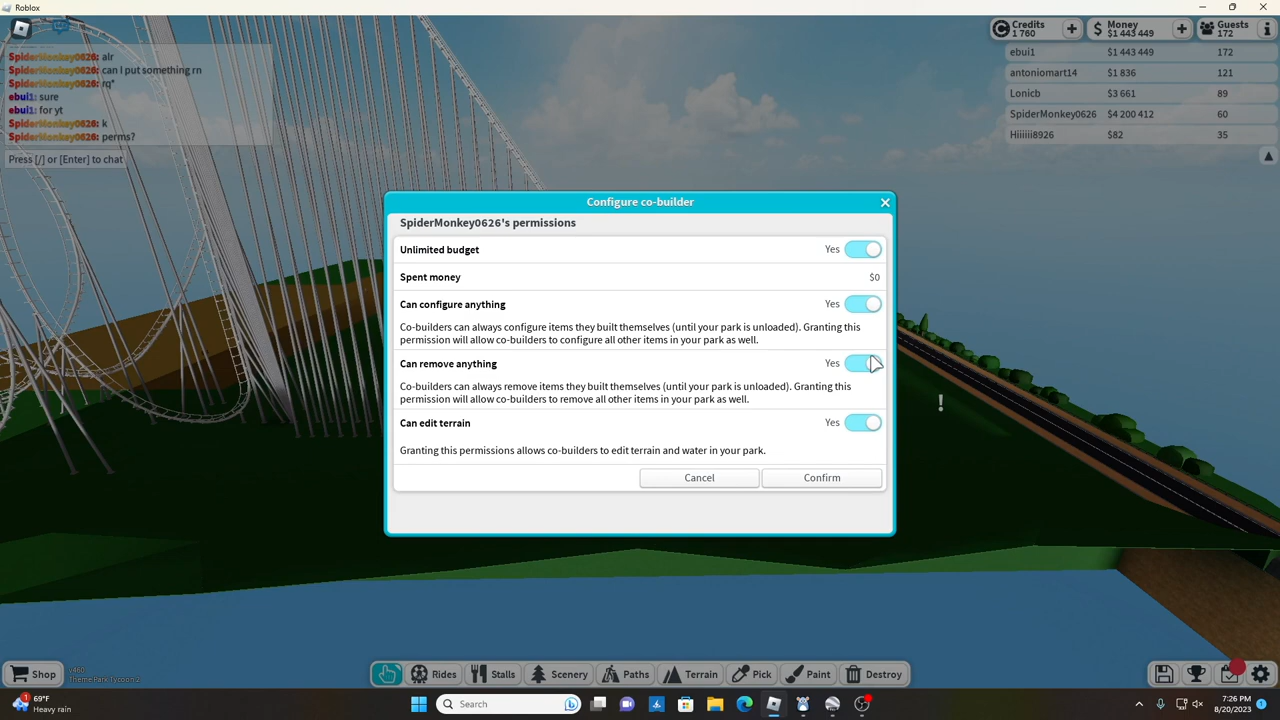 Roblox
Credits
1 760
Money
$1 443 449
Guests
172
ebui1 $1 443 449 172
antoniomart14 $1 836 121
Lonicb $3 661 89
SpiderMonkey0626 $4 200 412 60
Hiiiiii8926 $82 35
SpiderMonkey0626: alr
SpiderMonkey0626: can I put something rn
SpiderMonkey0626: rq*
ebui1: sure
ebui1: for yt
SpiderMonkey0626: k
SpiderMonkey0626: perms?
Press [/] or [Enter] to chat
Configure co-builder
SpiderMonkey0626's permissions
Unlimited budget Yes
Spent money $0
Can configure anything Yes
Co-builders can always configure items they built themselves (until your park is unloaded). Granting this
permission will allow co-builders to configure all other items in your park as well.
Can remove anything Yes
Co-builders can always remove items they built themselves (until your park is unloaded). Granting this
permission will allow co-builders to remove all other items in your park as well.
Can edit terrain Yes
Granting this permissions allows co-builders to edit terrain and water in your park.
Cancel Confirm
!
Shop
v460
Theme Park Tycoon 2
Rides Stalls Scenery Paths Terrain Pick Paint Destroy
1
69°F
Heavy rain
Search
7:26 PM
8/20/2023
1